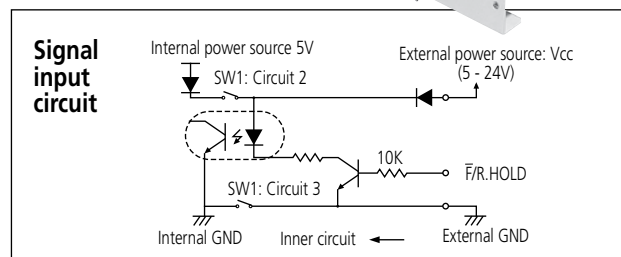 Signal
input
circuit
Internal power source 5V
External power source: Vcc
(5 - 24V)
SW1: Circuit 2
10K
F̅/R.HOLD
SW1: Circuit 3
Internal GND
Inner circuit
External GND